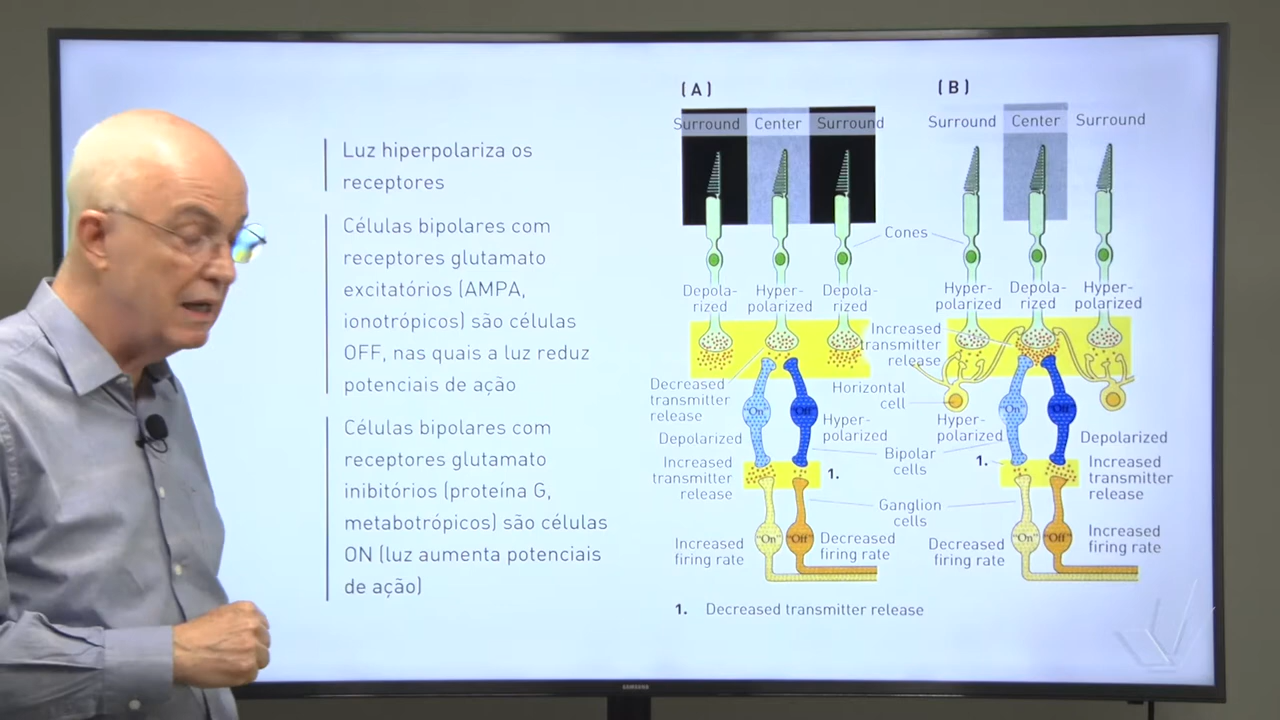 Luz hiperpolariza os
receptores
Células bipolares com
receptores glutamato
excitatórios (AMPA,
ionotrópicos) são células
OFF, nas quais a luz reduz
potenciais de ação
Células bipolares com
receptores glutamato
inibitórios (proteína G,
metabotrópicos) são células
ON (luz aumenta potenciais
de ação)
(A)
Surround Center Surround
Depola-
rized
Hyper-
polarized
Depola-
rized
Cones
Decreased
transmitter
release
"On" "Off"
Depolarized
Hyper-
polarized
Increased
transmitter
release
1.
"On" "Off"
Increased
firing rate
Decreased
firing rate
(B)
Surround Center Surround
Hyper-
polarized
Depola-
rized
Hyper-
polarized
Increased
transmitter
release
Horizontal
cell
"On" "Off"
Hyper-
polarized
Depolarized
Bipolar
cells
1.
Increased
transmitter
release
Ganglion
cells
"On" "Off"
Decreased
firing rate
Increased
firing rate
1. Decreased transmitter release
SAMSUNG